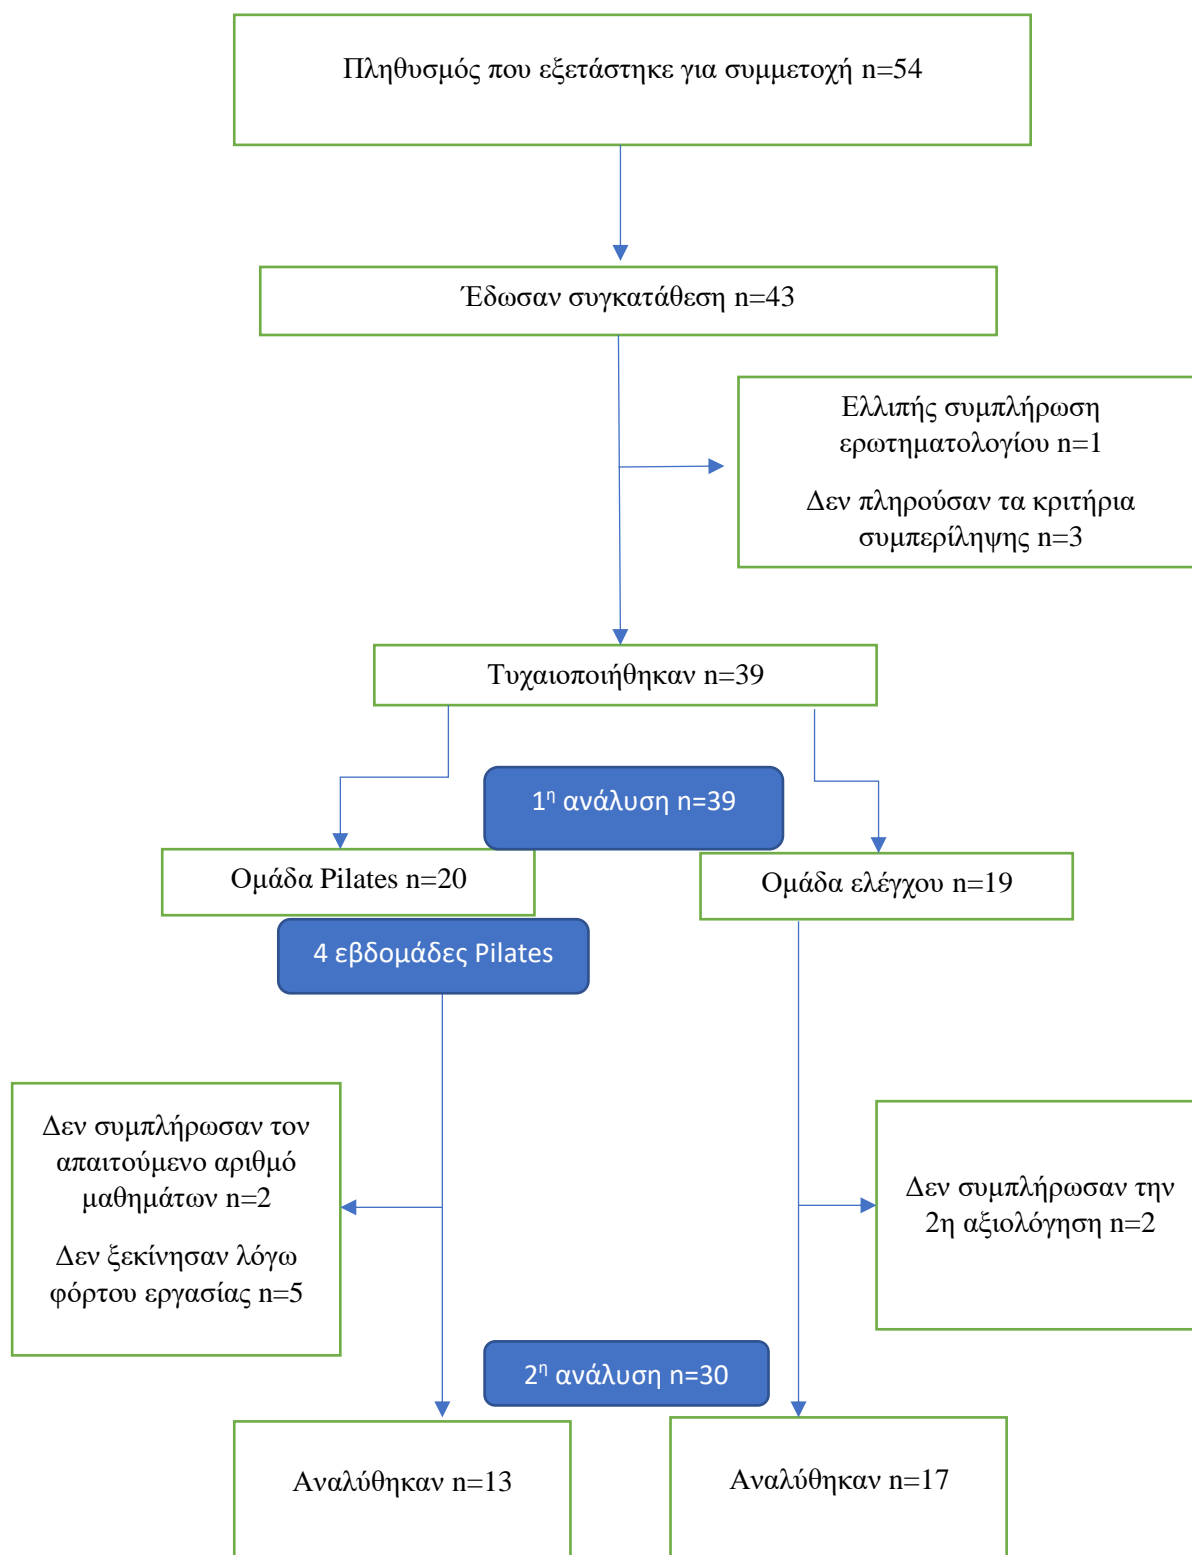 Πληθυσμός που εξετάστηκε για συμμετοχή n=54
Έδωσαν συγκατάθεση n=43
Ελλιπής συμπλήρωση
ερωτηματολογίου n=1
Δεν πληρούσαν τα κριτήρια
συμπερίληψης n=3
Τυχαιοποιήθηκαν n=39
1η ανάλυση n=39
Ομάδα Pilates n=20
Ομάδα ελέγχου n=19
4 εβδομάδες Pilates
Δεν συμπλήρωσαν τον
απαιτούμενο αριθμό
μαθημάτων n=2
Δεν ξεκίνησαν λόγω
φόρτου εργασίας n=5
Δεν συμπλήρωσαν την
2η αξιολόγηση n=2
2η ανάλυση n=30
Αναλύθηκαν n=13
Αναλύθηκαν n=17